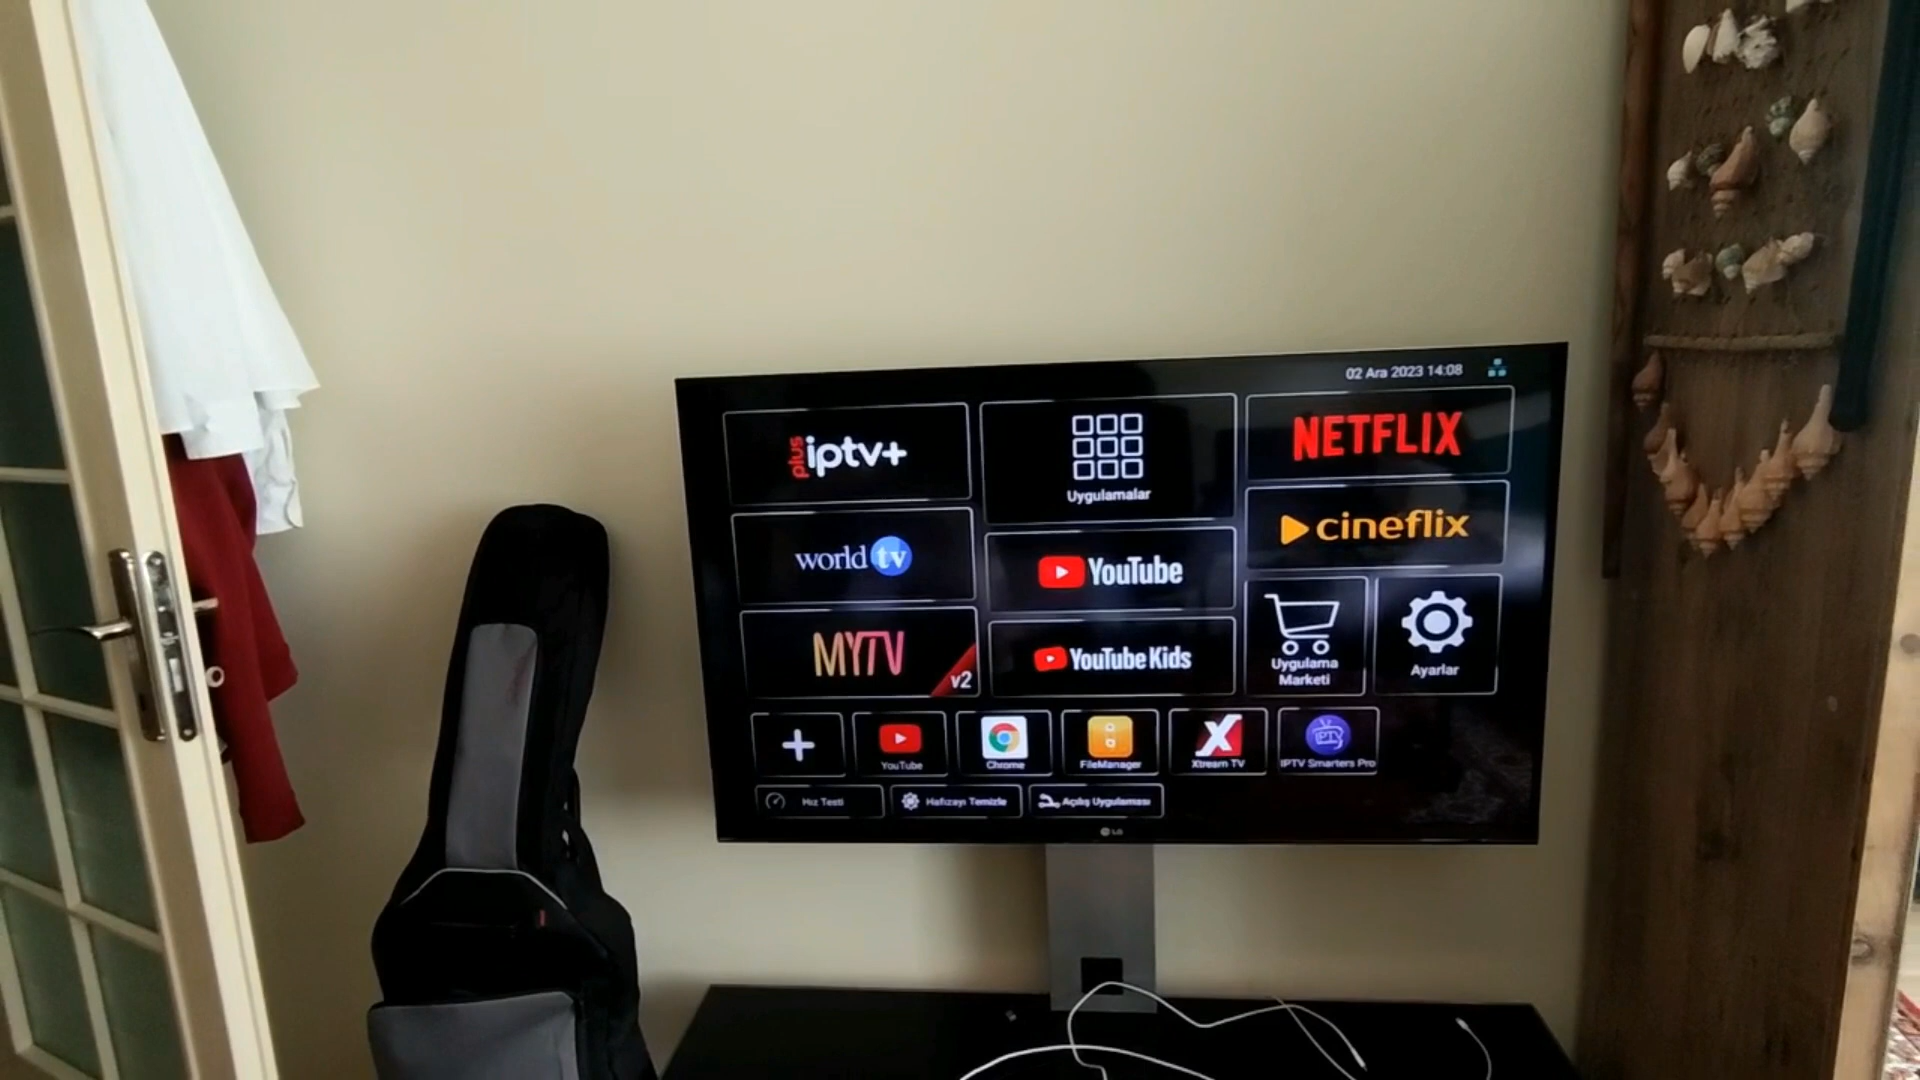 02 Ara 2023 14:08
plus iptv+
Uygulamalar
NETFLIX
cineflix
world tv
YouTube
MYTV
v2
YouTube Kids
Uygulama
Marketi
Ayarlar
YouTube
Chrome
FileManager
X
Xtream TV
IPTV
IPTV Smarters Pro
Hız Testi
Hafızayı Temizle
Açılış Uygulaması
LG